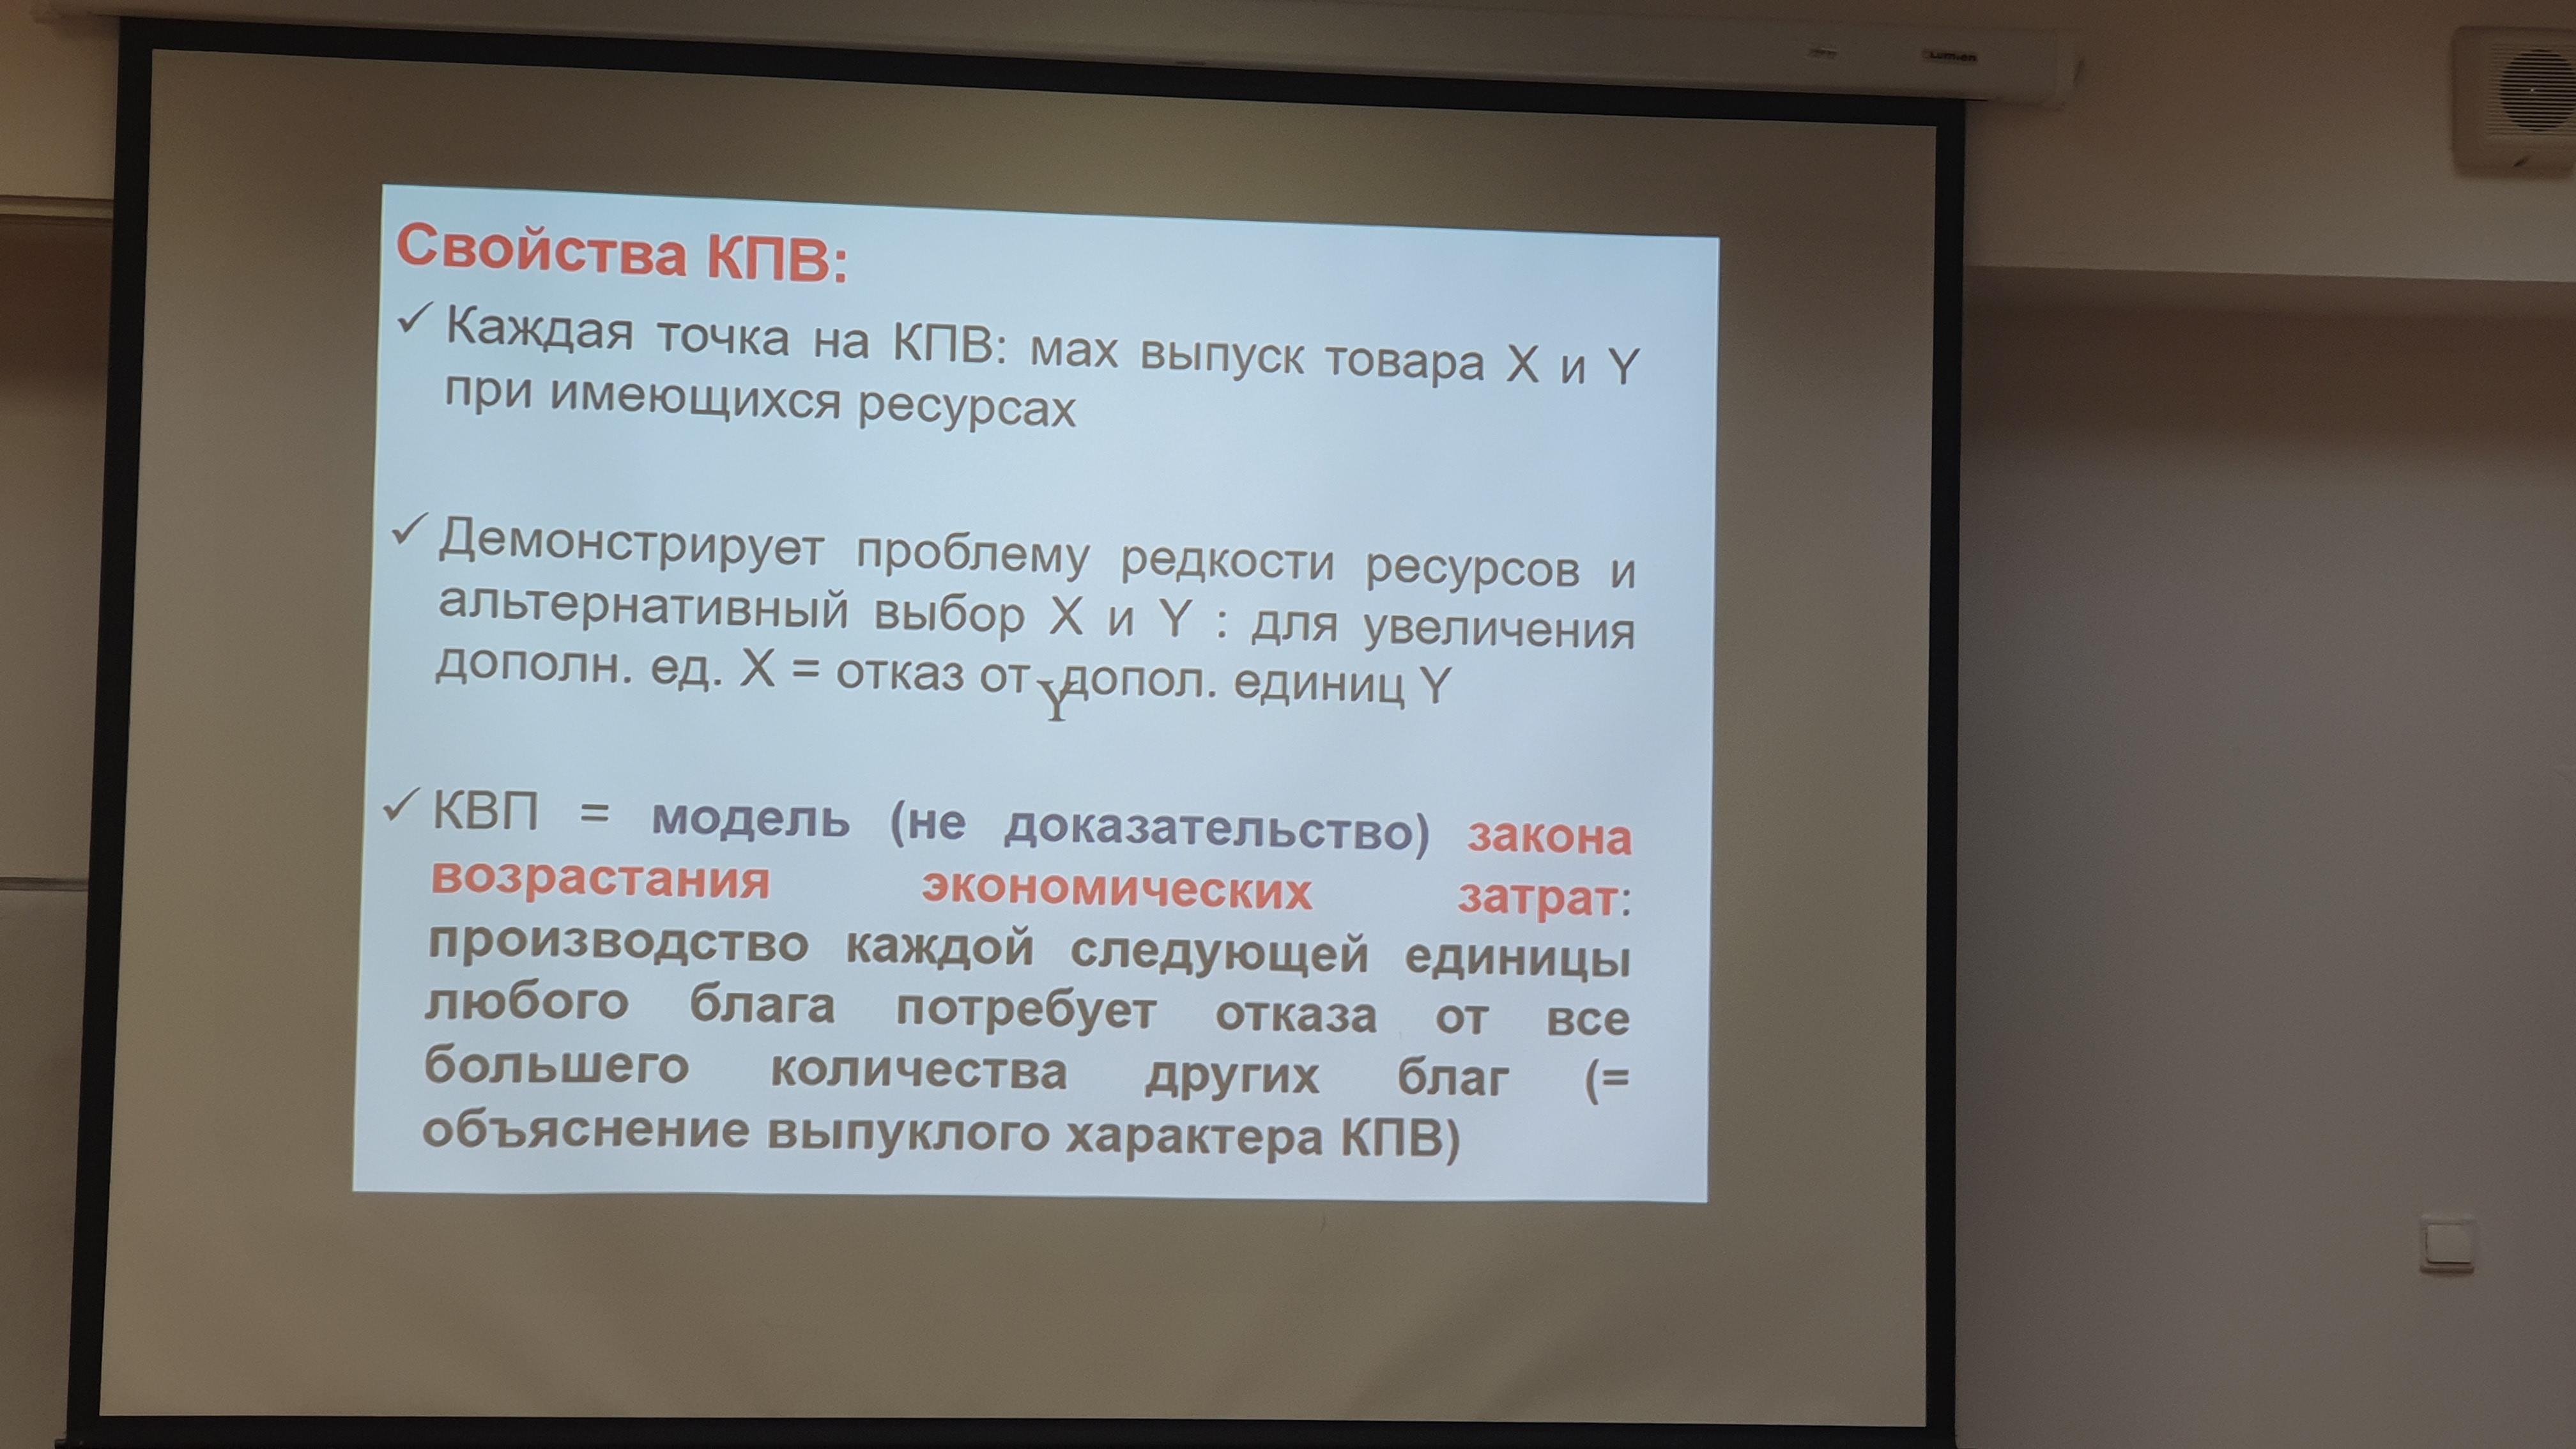 Lumien
Свойства КПВ:
✓ Каждая точка на КПВ: мах выпуск товара X и Y
при имеющихся ресурсах
✓ Демонстрирует проблему редкости ресурсов и
альтернативный выбор X и Y : для увеличения
дополн. ед. X = отказ от допол. единиц Y
Y
✓ КВП = модель (не доказательство) закона
возрастания экономических затрат:
производство каждой следующей единицы
любого блага потребует отказа от все
большего количества других благ (=
объяснение выпуклого характера КПВ)